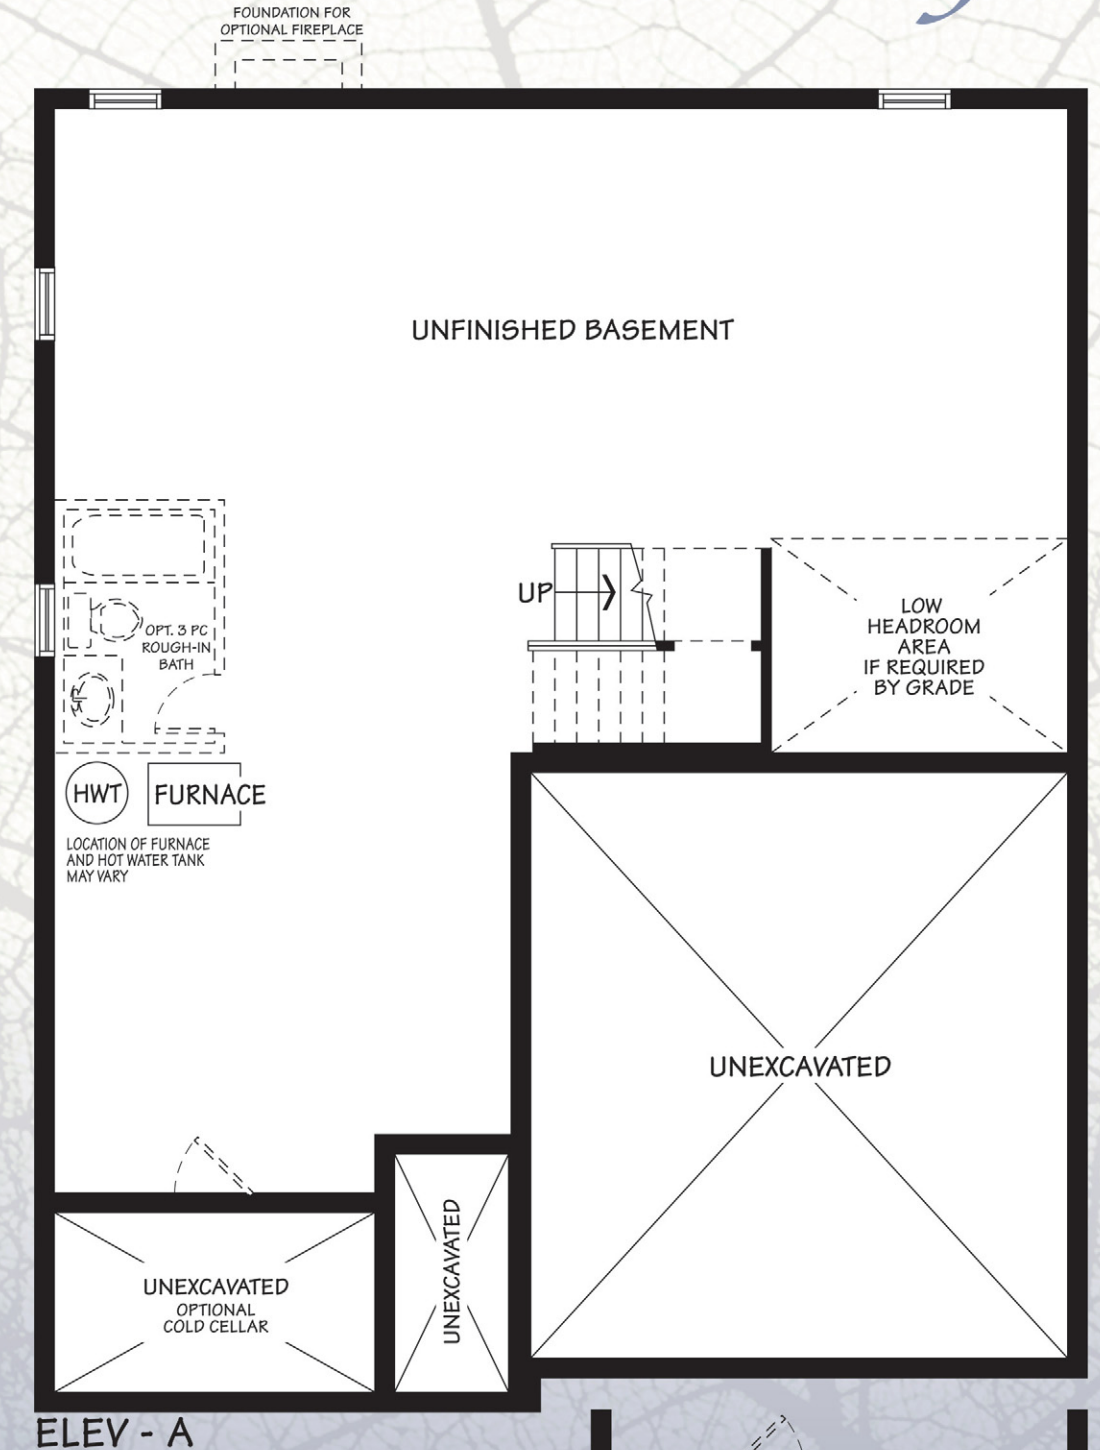 FOUNDATION FOR
OPTIONAL FIREPLACE
UNFINISHED BASEMENT
UP
LOW
HEADROOM
AREA
IF REQUIRED
BY GRADE
OPT. 3 PC
ROUGH-IN
BATH
HWT
FURNACE
LOCATION OF FURNACE
AND HOT WATER TANK
MAY VARY
UNEXCAVATED
UNEXCAVATED
OPTIONAL
COLD CELLAR
UNEXCAVATED
ELEV - A